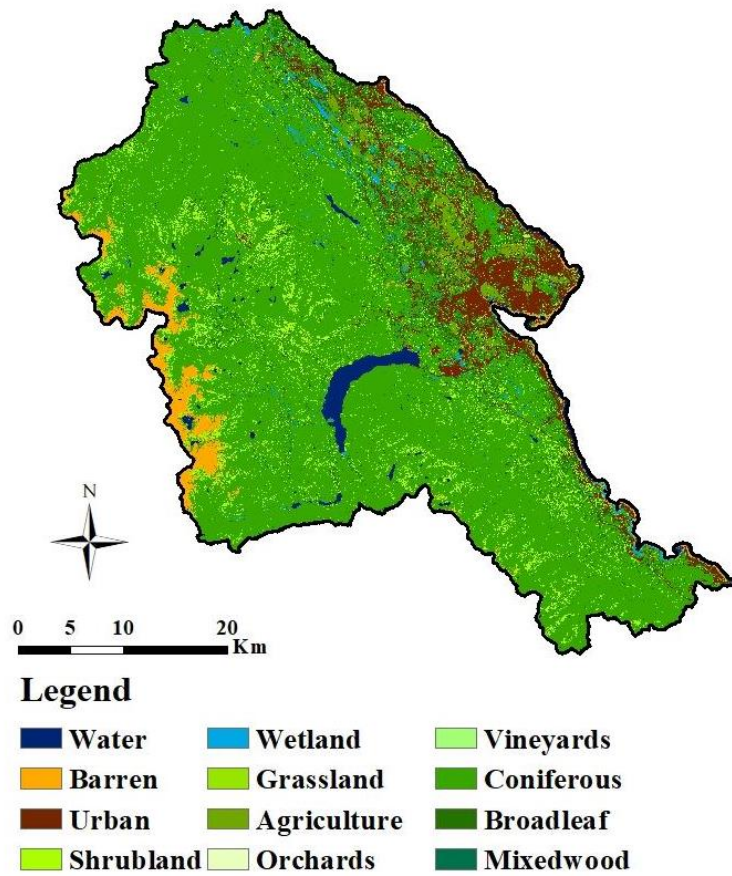 N
0 5 10 20
Km
Legend
Water Wetland Vineyards
Barren Grassland Coniferous
Urban Agriculture Broadleaf
Shrubland Orchards Mixedwood